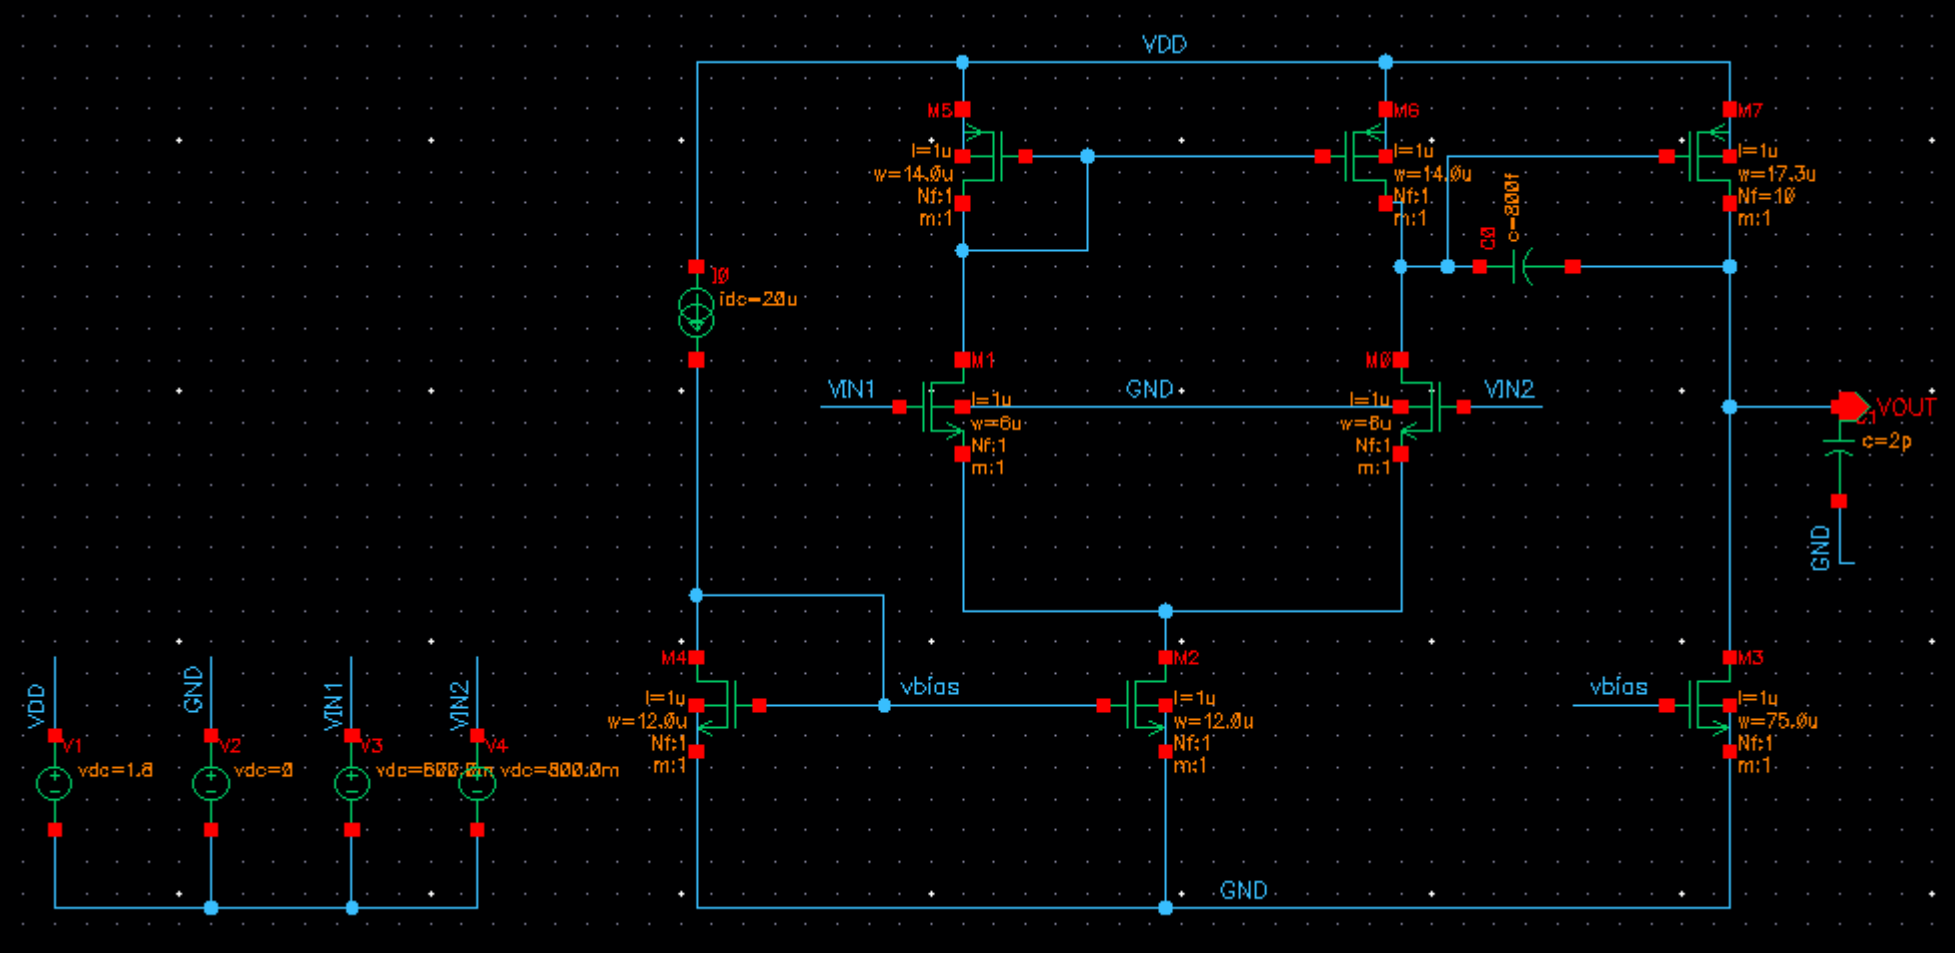 VDD
M5
l=1u
w=14.0u
Nf:1
m:1
M6
l=1u
w=14.0u
Nf:1
m:1
M7
l=1u
w=17.3u
Nf=10
m:1
C0
c=800f
I0
idc=20u
VIN1
M1
l=1u
w=6u
Nf:1
m:1
GND
M0
l=1u
w=6u
Nf:1
m:1
VIN2
VOUT
c=2p
GND
M4
l=1u
w=12.0u
Nf:1
m:1
vbias
M2
l=1u
w=12.0u
Nf:1
m:1
vbias
M3
l=1u
w=75.0u
Nf:1
m:1
VDD
V1
vdc=1.8
GND
V2
vdc=0
VIN1
V3
VIN2
V4
vdc=800.0m
GND